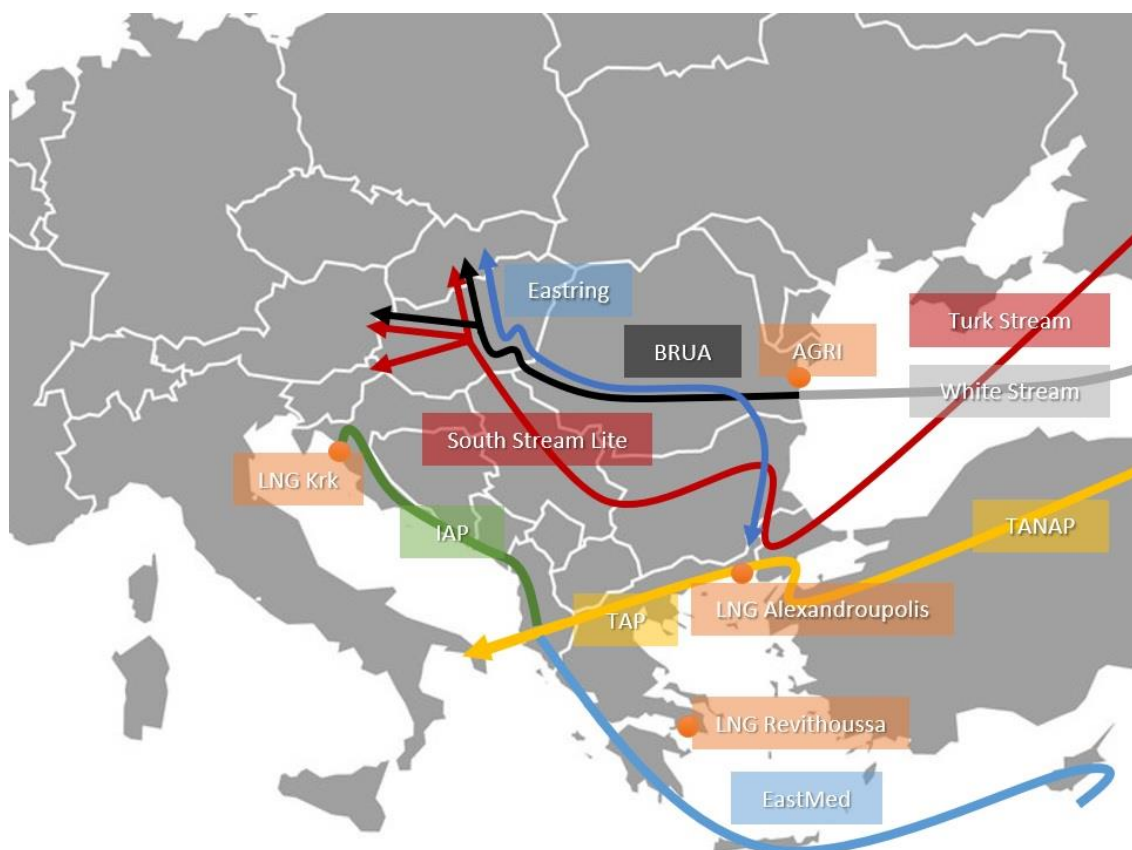 Eastring
Turk Stream
BRUA
AGRI
White Stream
South Stream Lite
LNG Krk
IAP
TANAP
LNG Alexandroupolis
TAP
LNG Revithoussa
EastMed